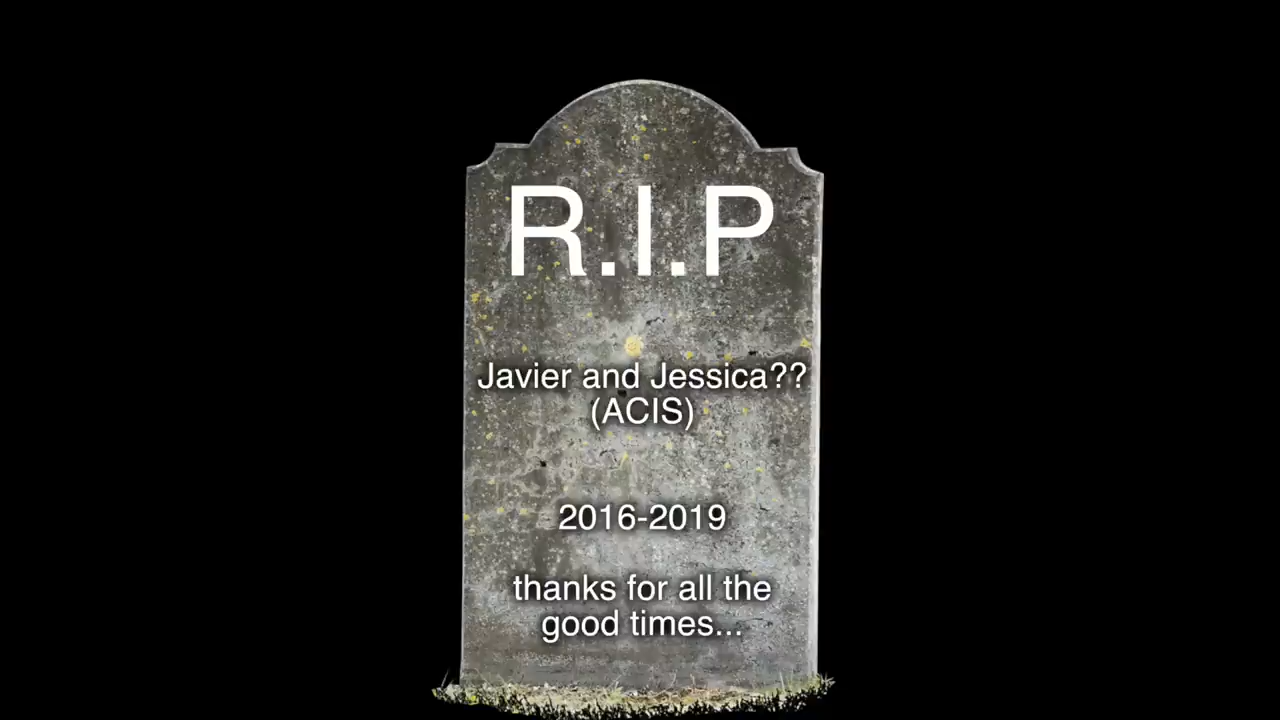 R.I.P
Javier and Jessica??
(ACIS)
2016-2019
thanks for all the
good times...